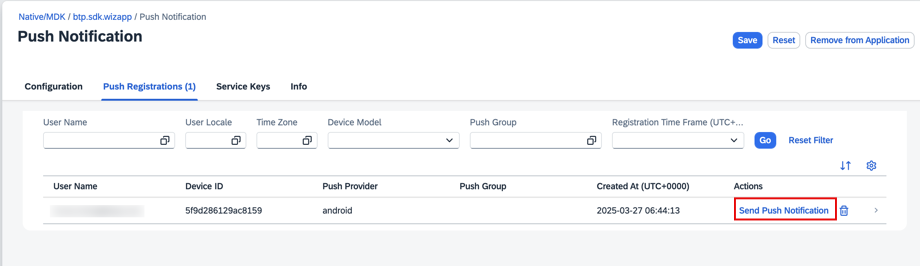 Native/MDK / btp.sdk.wizapp / Push Notification
Push Notification
Save Reset Remove from Application
Configuration Push Registrations (1) Service Keys Info
User Name User Locale Time Zone Device Model Push Group Registration Time Frame (UTC+...
Go Reset Filter
User Name Device ID Push Provider Push Group Created At (UTC+0000) Actions
5f9d286129ac8159 android 2025-03-27 06:44:13 Send Push Notification